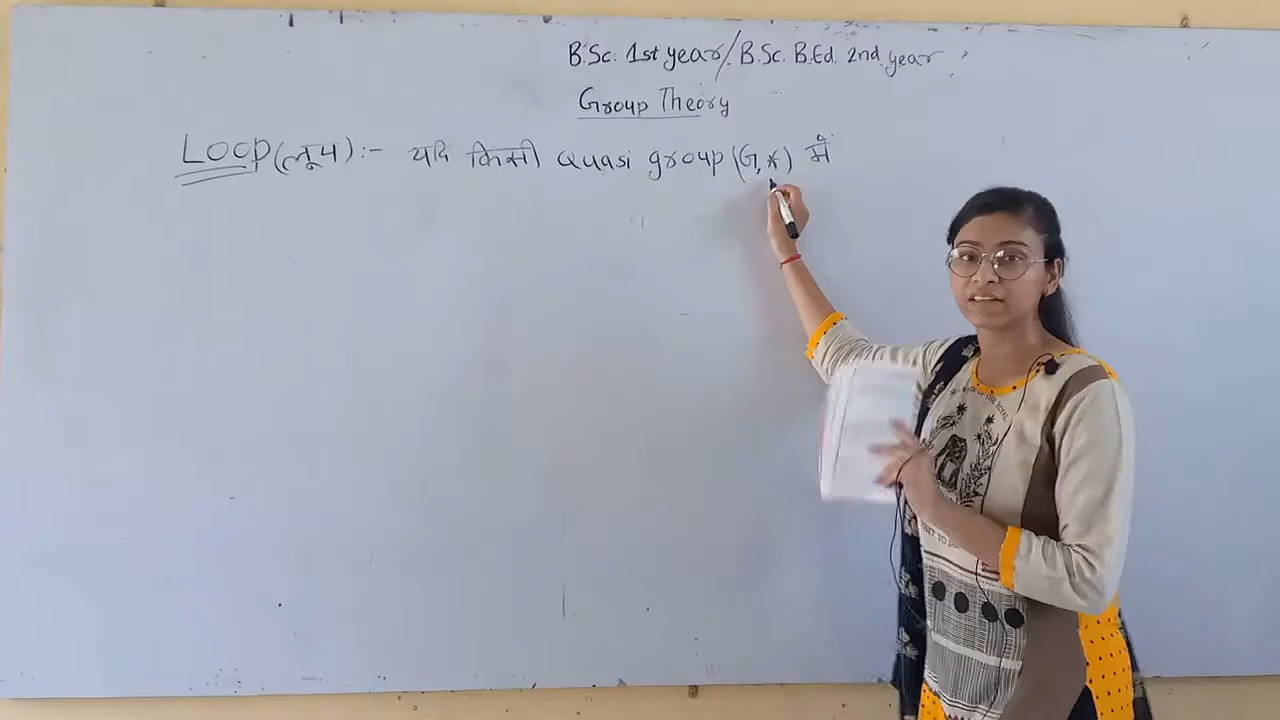 B.Sc. 1st year/B.Sc. B.Ed. 2nd year
Group Theory
LOOP(लूप) :- यदि किसी Quasi group (G, *) में